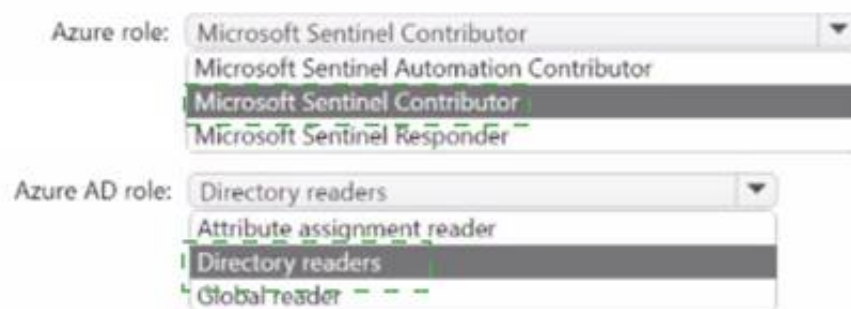 Azure role: Microsoft Sentinel Contributor
Microsoft Sentinel Automation Contributor
Microsoft Sentinel Contributor
Microsoft Sentinel Responder
Azure AD role: Directory readers
Attribute assignment reader
Directory readers
Global reader